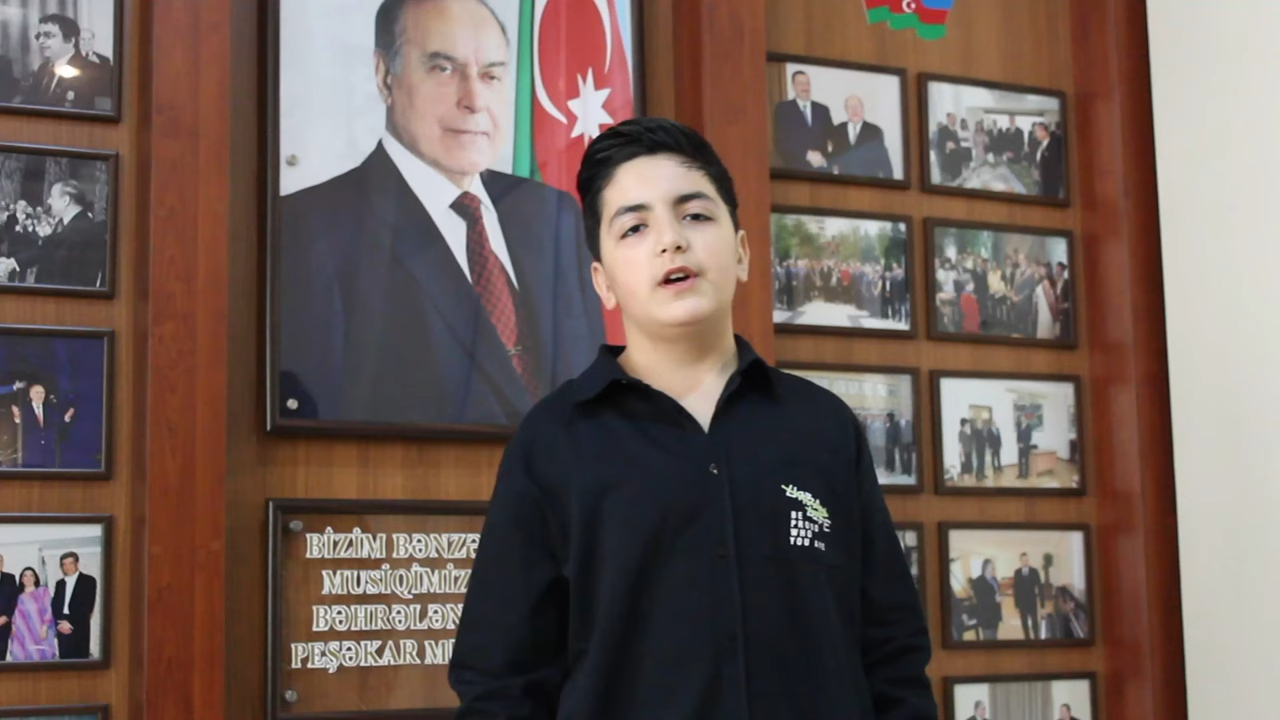 BİZİM BƏNZƏ
MUSİQİMİZ
BƏHRƏLƏN
PEŞƏKAR M
BE
PROUD
WHO
YOU ARE